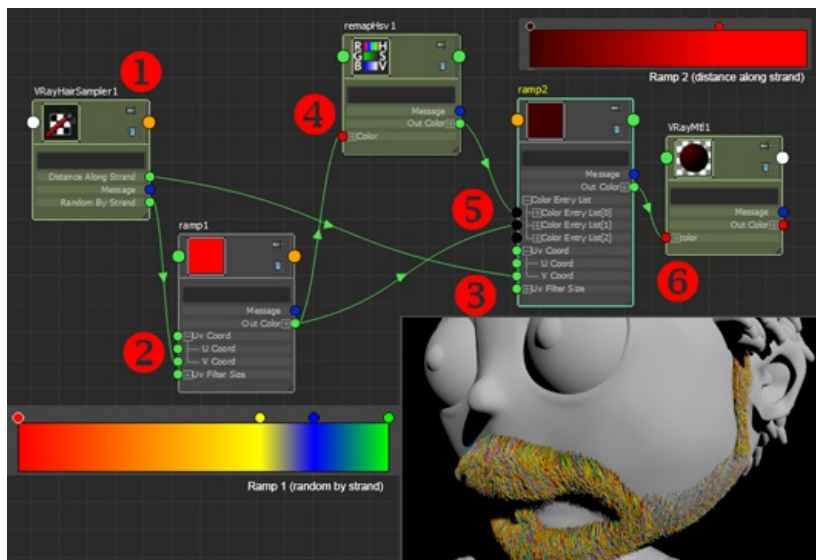 remapHsv1
R H
G S
B V
Message
Out Color
Color
4
1
VRayHairSampler1
Distance Along Strand
Message
Random By Strand
ramp1
Message
Out Color
Uv Coord
U Coord
V Coord
Uv Filter Size
2
Ramp 1 (random by strand)
Ramp 2 (distance along strand)
ramp2
Message
Out Color
Color Entry List
Color Entry List[0]
Color Entry List[1]
Color Entry List[2]
Uv Coord
U Coord
V Coord
Uv Filter Size
5
3
VRayMtl1
Message
Out Color
Color
6